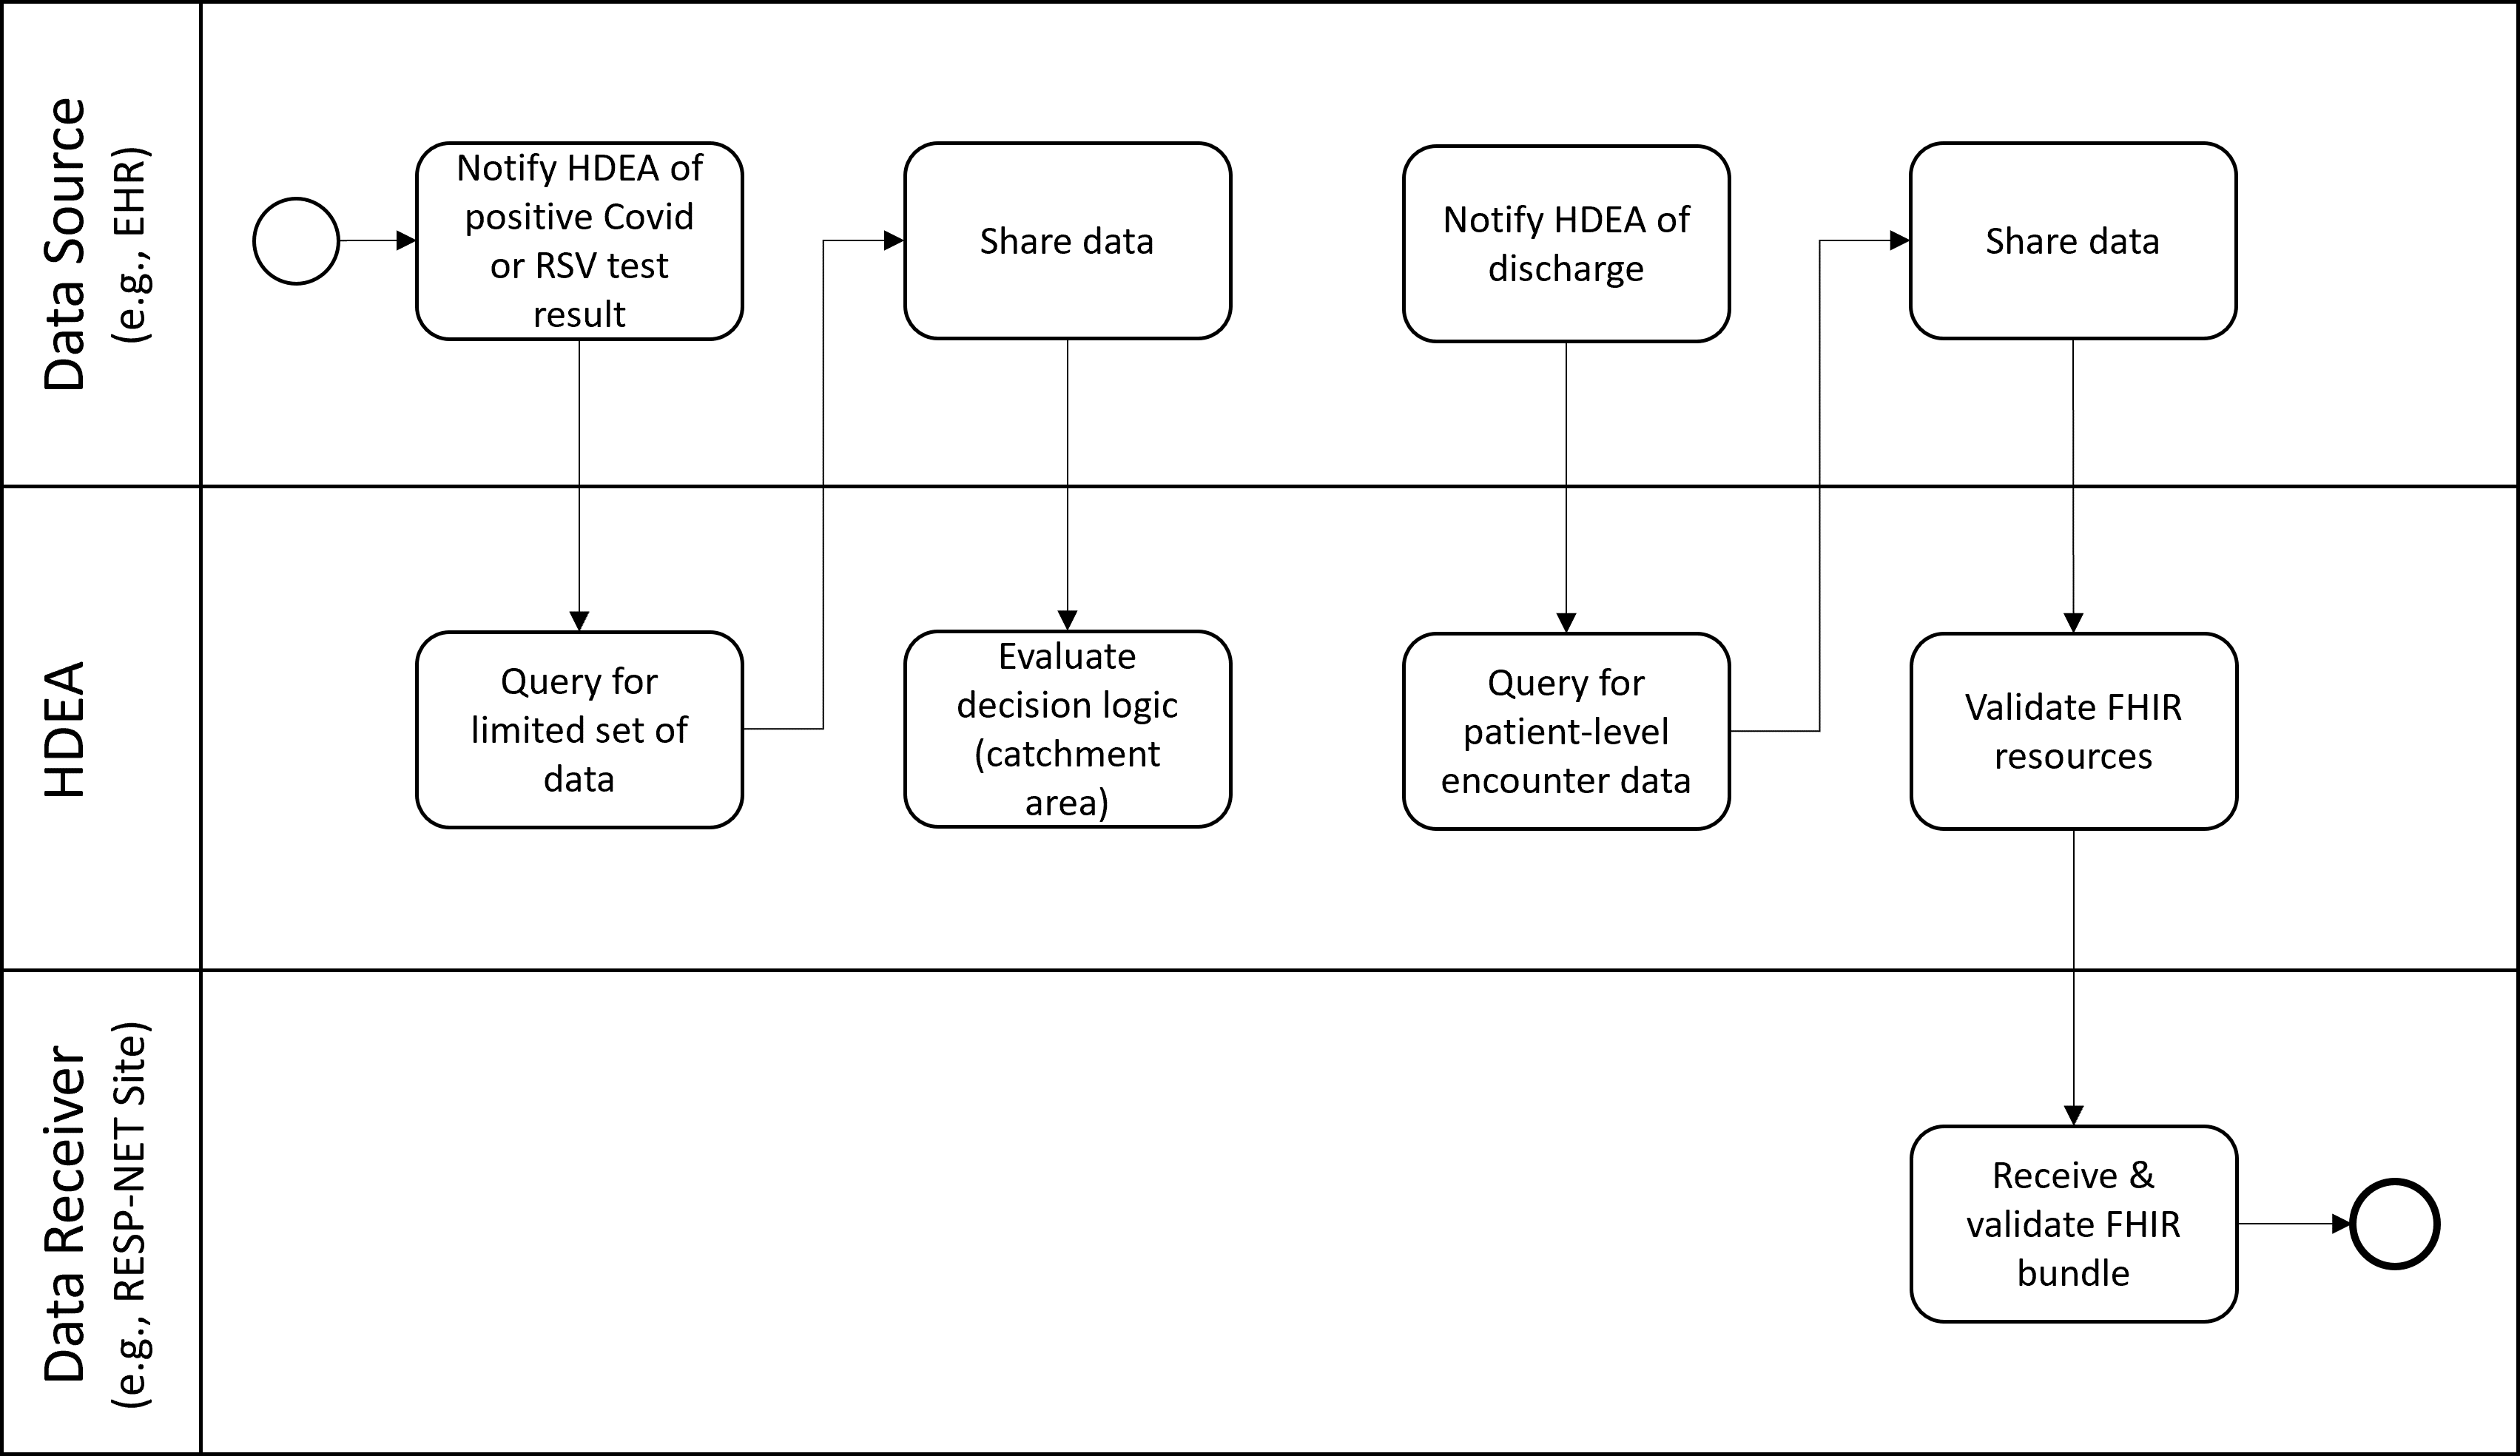 Data Source
(e.g., EHR)
Notify HDEA of
positive Covid
or RSV test
result
Share data
Notify HDEA of
discharge
Share data
HDEA
Query for
limited set of
data
Evaluate
decision logic
(catchment
area)
Query for
patient-level
encounter data
Validate FHIR
resources
Data Receiver
(e.g., RESP-NET Site)
Receive &
validate FHIR
bundle